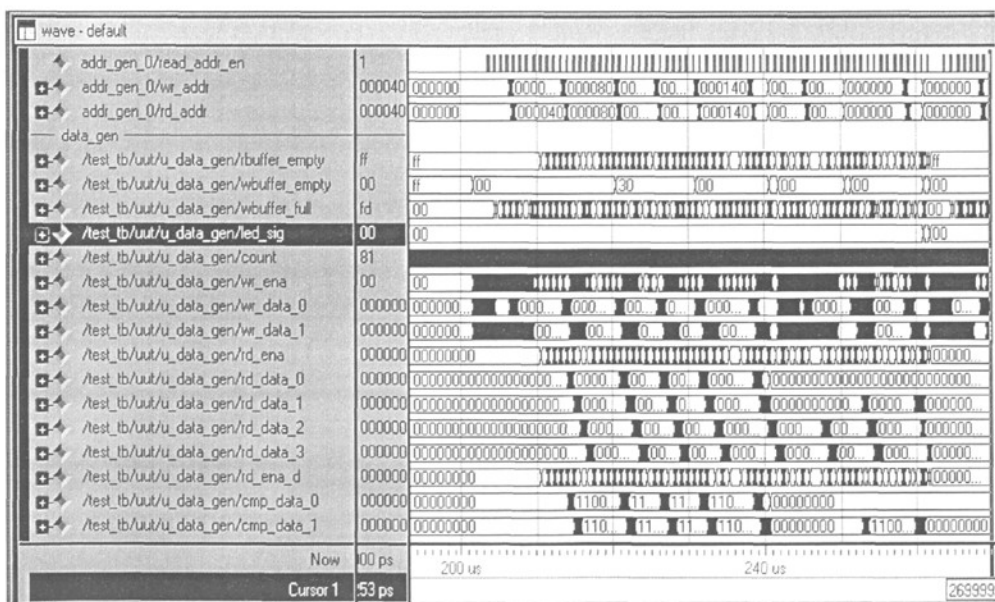 wave - default
addr_gen_0/read_addr_en 1
addr_gen_0/wr_addr 000040 000000 0000... 000080 00... 00... 000140 00... 00... 000000 000000
addr_gen_0/rd_addr 000040 000000 000040 000080 00... 00... 000140 00... 00... 000000 000000
data_gen
/test_tb/uut/u_data_gen/rbuffer_empty ff ff ff
/test_tb/uut/u_data_gen/wbuffer_empty 00 ff 00 30 00 00 00 00
/test_tb/uut/u_data_gen/wbuffer_full fd 00 00
/test_tb/uut/u_data_gen/led_sig 00 00 00
/test_tb/uut/u_data_gen/count 81
/test_tb/uut/u_data_gen/wr_ena 00 00
/test_tb/uut/u_data_gen/wr_data_0 000000 000000... 000... 000... 00... 0... 000... 000... 00... 0...
/test_tb/uut/u_data_gen/wr_data_1 000000 000000... 00... 00... 0... 00... 00...
/test_tb/uut/u_data_gen/rd_ena 000000 00000000 00000...
/test_tb/uut/u_data_gen/rd_data_0 000000 0000000000000000... 0000... 00... 00... 000...
/test_tb/uut/u_data_gen/rd_data_1 000000 0000000000000000... 000... 00... 0... 000... 0000000000 0000... 000000
/test_tb/uut/u_data_gen/rd_data_2 000000 000... 00... 00... 000... 000... 00... 000...
/test_tb/uut/u_data_gen/rd_data_3 000000 000... 00... 00... 000... 000... 000... 000000
/test_tb/uut/u_data_gen/rd_ena_d 000000 00000000 00000...
/test_tb/uut/u_data_gen/cmp_data_0 000000 00000000 1100... 11... 11... 110... 00000000
/test_tb/uut/u_data_gen/cmp_data_1 000000 00000000 110... 11... 11... 110... 00000000 1100... 00000000
Now 00 ps
200 us 240 us
Cursor 1 53 ps 269999